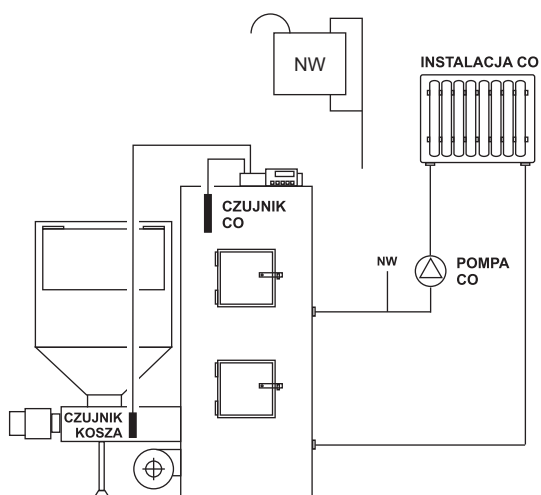 NW
INSTALACJA CO
CZUJNIK
CO
NW
POMPA
CO
CZUJNIK
KOSZA